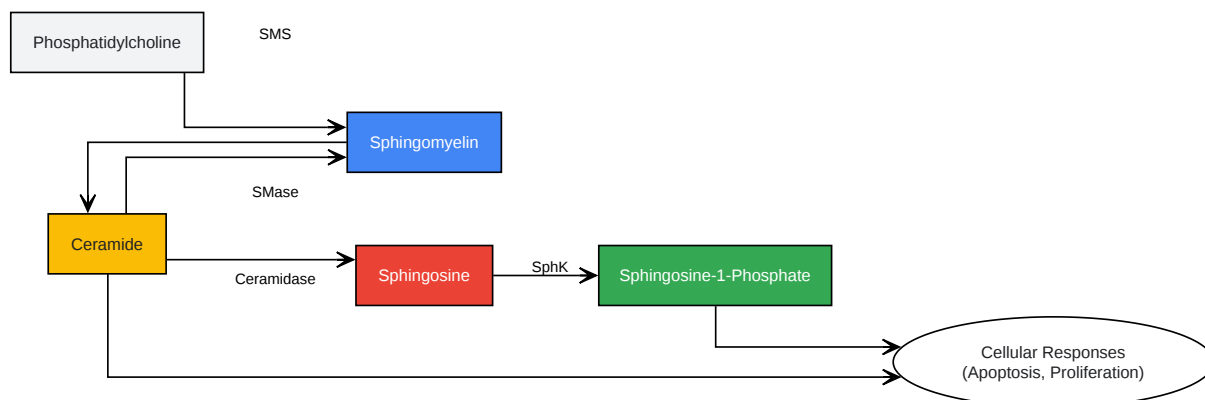 Phosphatidylcholine
SMS
Sphingomyelin
SMase
Ceramide
Ceramidase
Sphingosine
SphK
Sphingosine-1-Phosphate
Cellular Responses
(Apoptosis, Proliferation)